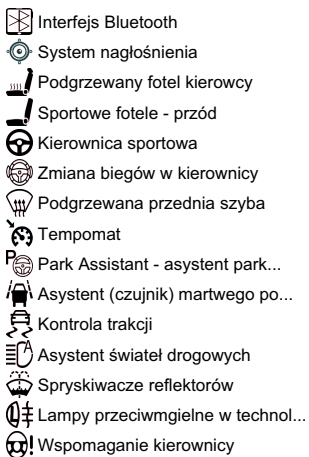 Interfejs Bluetooth
System nagłośnienia
Podgrzewany fotel kierowcy
Sportowe fotele - przód
Kierownica sportowa
Zmiana biegów w kierownicy
Podgrzewana przednia szyba
Tempomat
Park Assistant - asystent park...
Asystent (czujnik) martwego po...
Kontrola trakcji
Asystent świateł drogowych
Spryskiwacze reflektorów
Lampy przeciwmgielne w technol...
Wspomaganie kierownicy